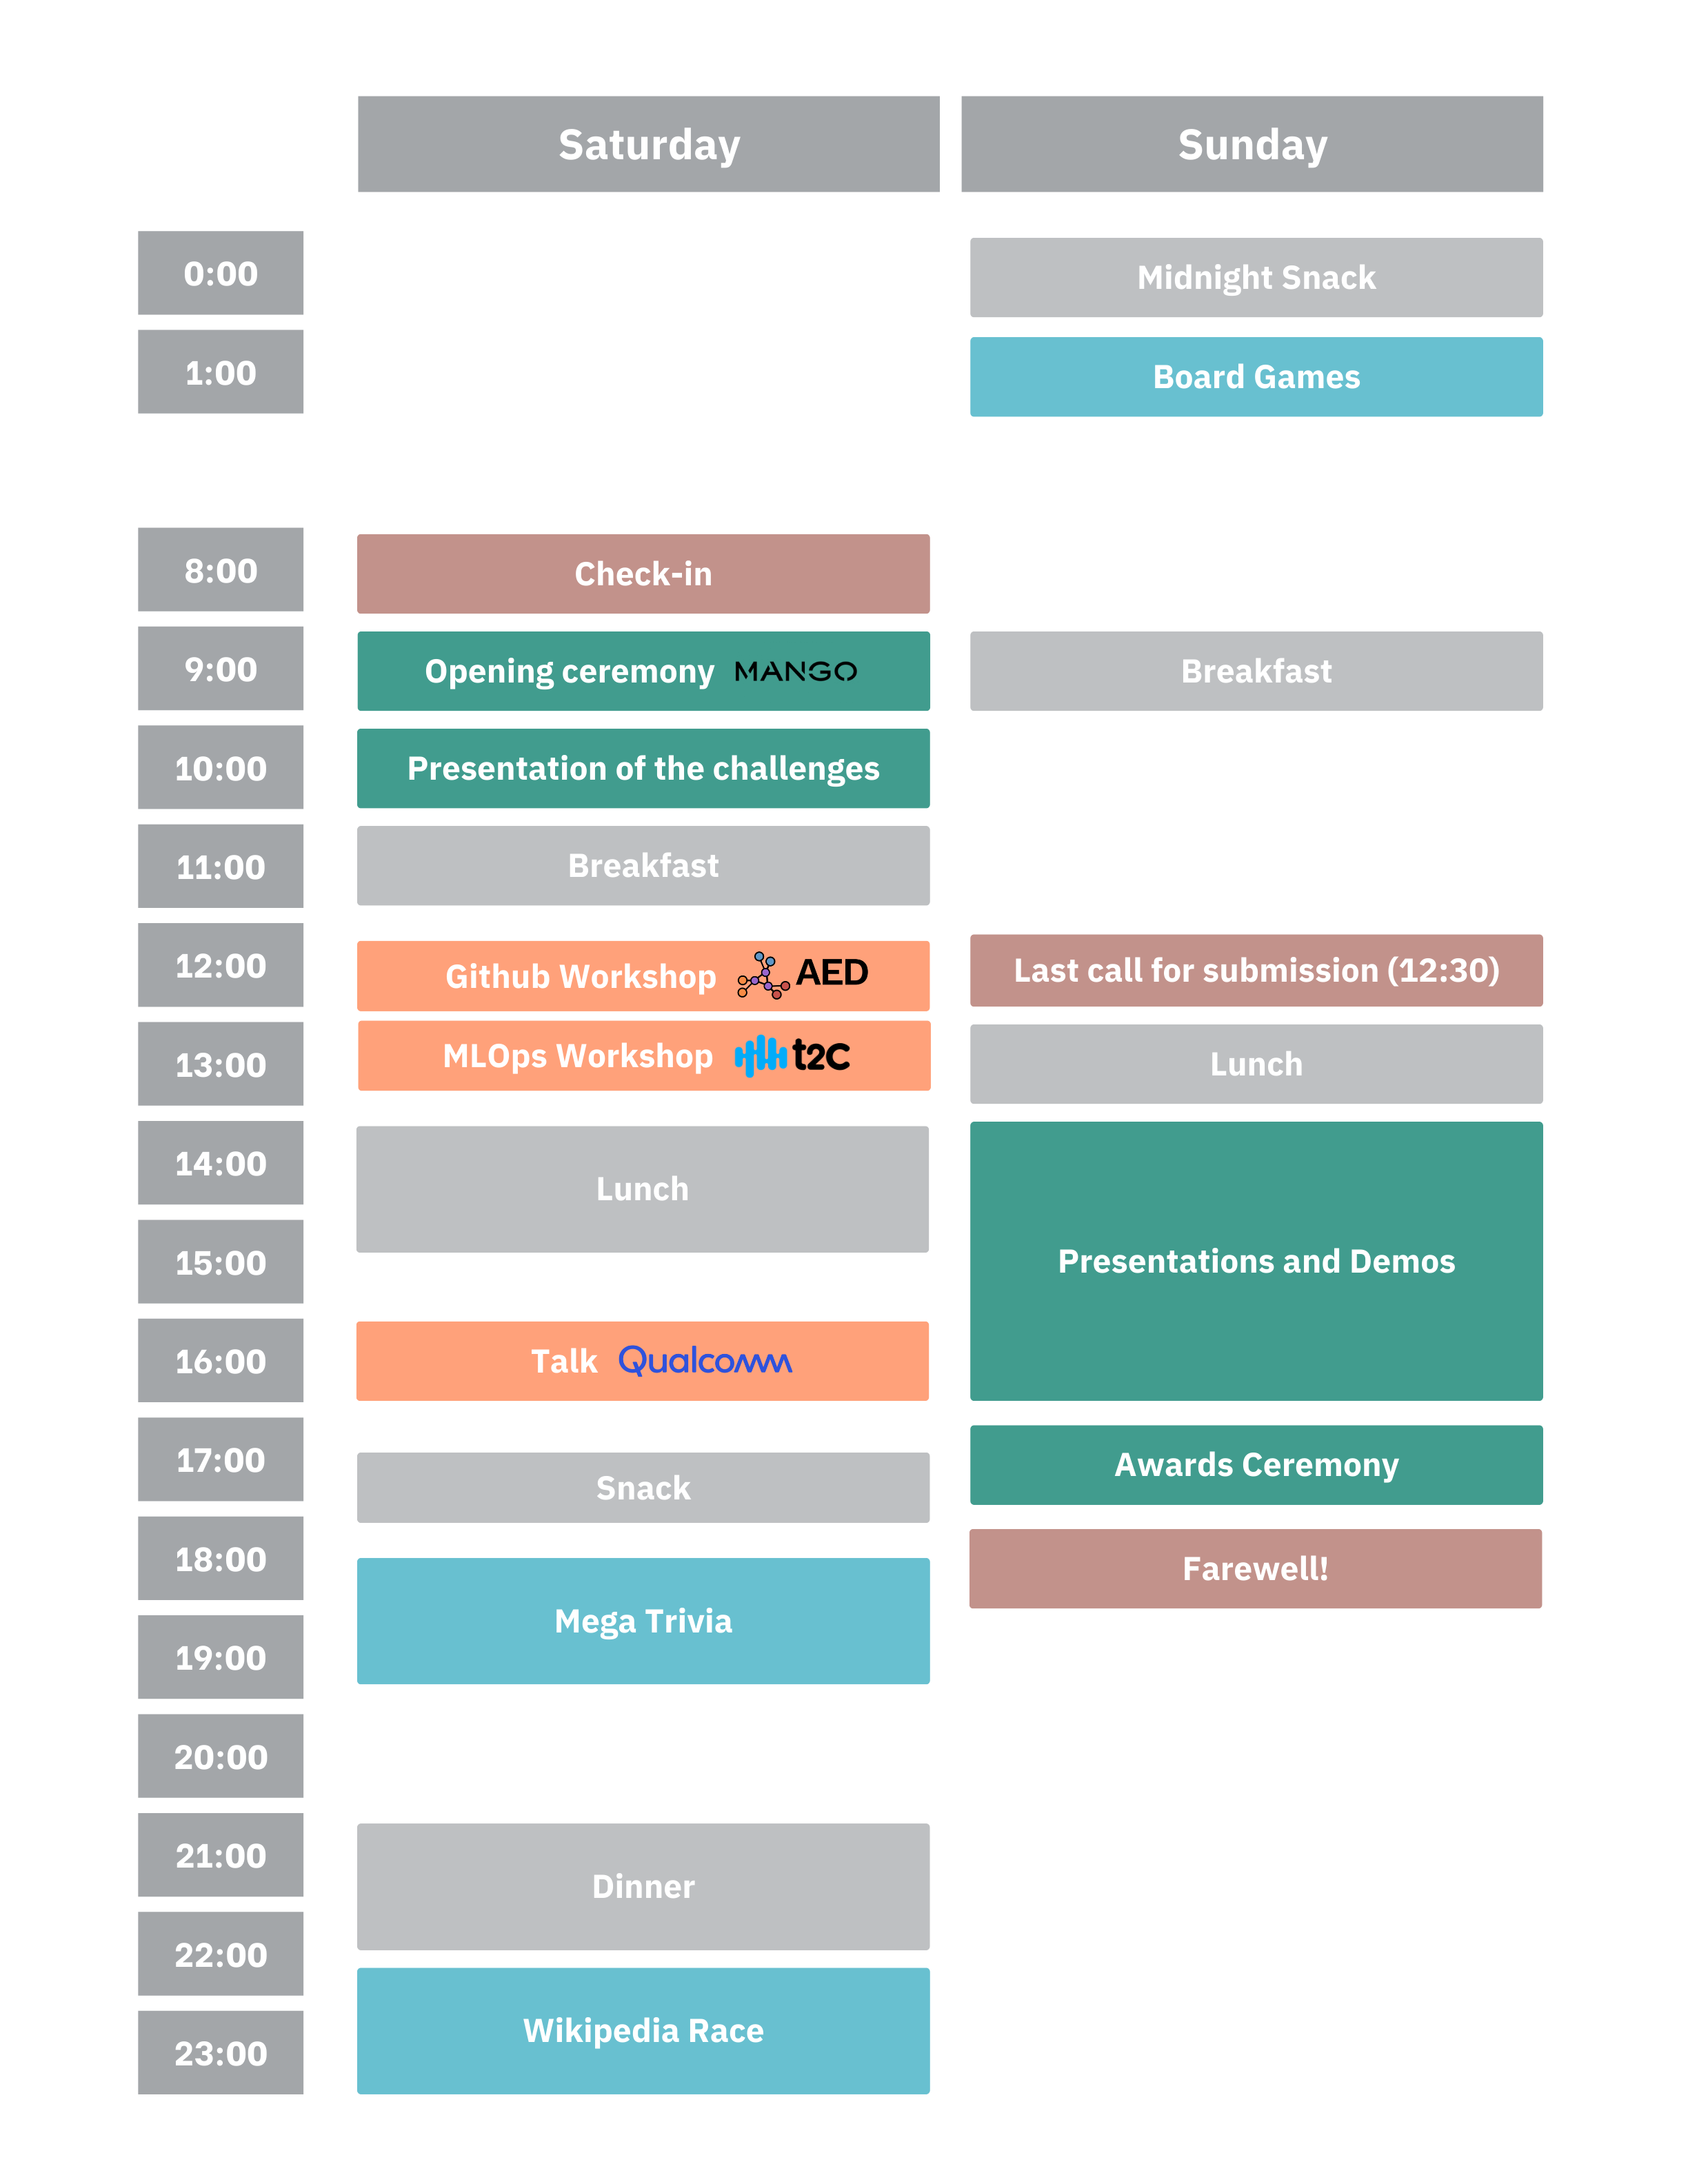 Saturday
Sunday
0:00
Midnight Snack
1:00
Board Games
8:00
Check-in
9:00
Opening ceremony MANGO
Breakfast
10:00
Presentation of the challenges
11:00
Breakfast
12:00
Github Workshop AED
Last call for submission (12:30)
13:00
MLOps Workshop t2C
Lunch
14:00
Lunch
15:00
Presentations and Demos
16:00
Talk Qualcomm
17:00
Snack
Awards Ceremony
18:00
Farewell!
Mega Trivia
19:00
20:00
21:00
Dinner
22:00
Wikipedia Race
23:00